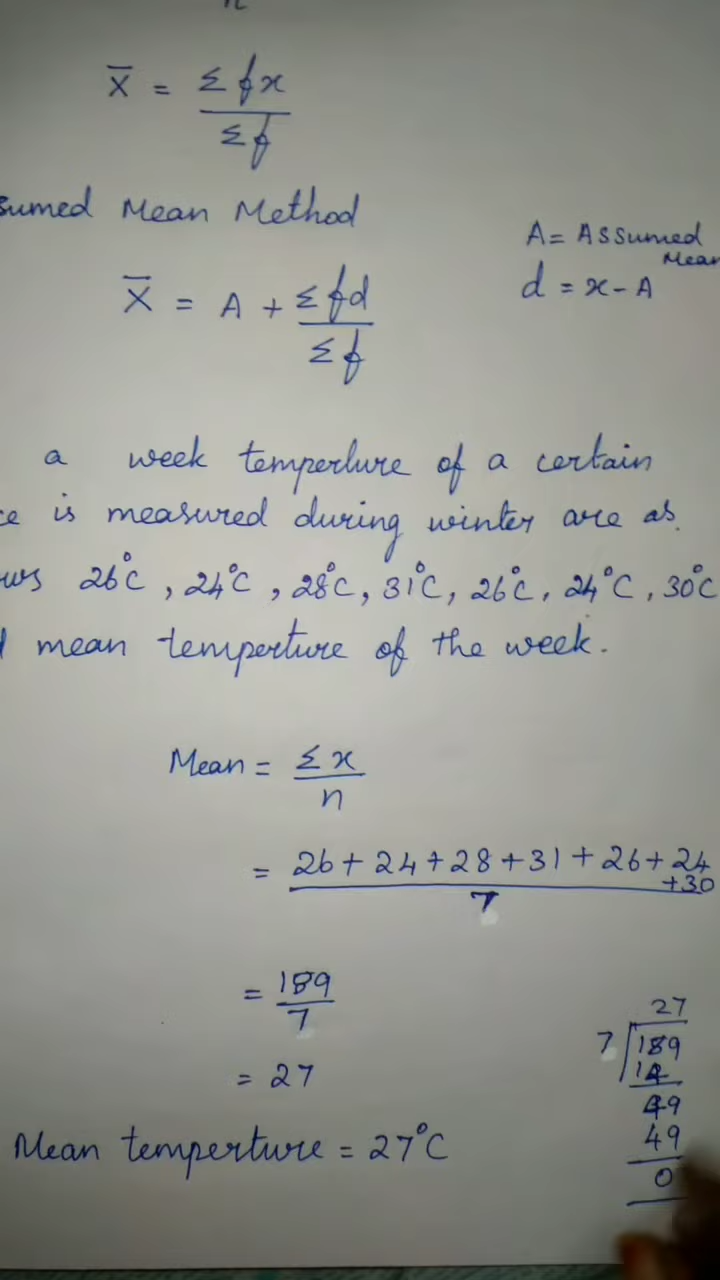 n
X̄ = Σfx / Σf
sumed Mean Method
A = Assumed Mean
X̄ = A + Σfd / Σf
d = x - A
a week temperture of a certain
ce is measured during winter are as
ws 26°C, 24°C, 28°C, 31°C, 26°C, 24°C, 30°C
d mean temperture of the week.
Mean = Σx / n
= 26 + 24 + 28 + 31 + 26 + 24 + 30 / 7
= 189 / 7
= 27
27
7 189
14
49
49
0
Mean temperture = 27°C